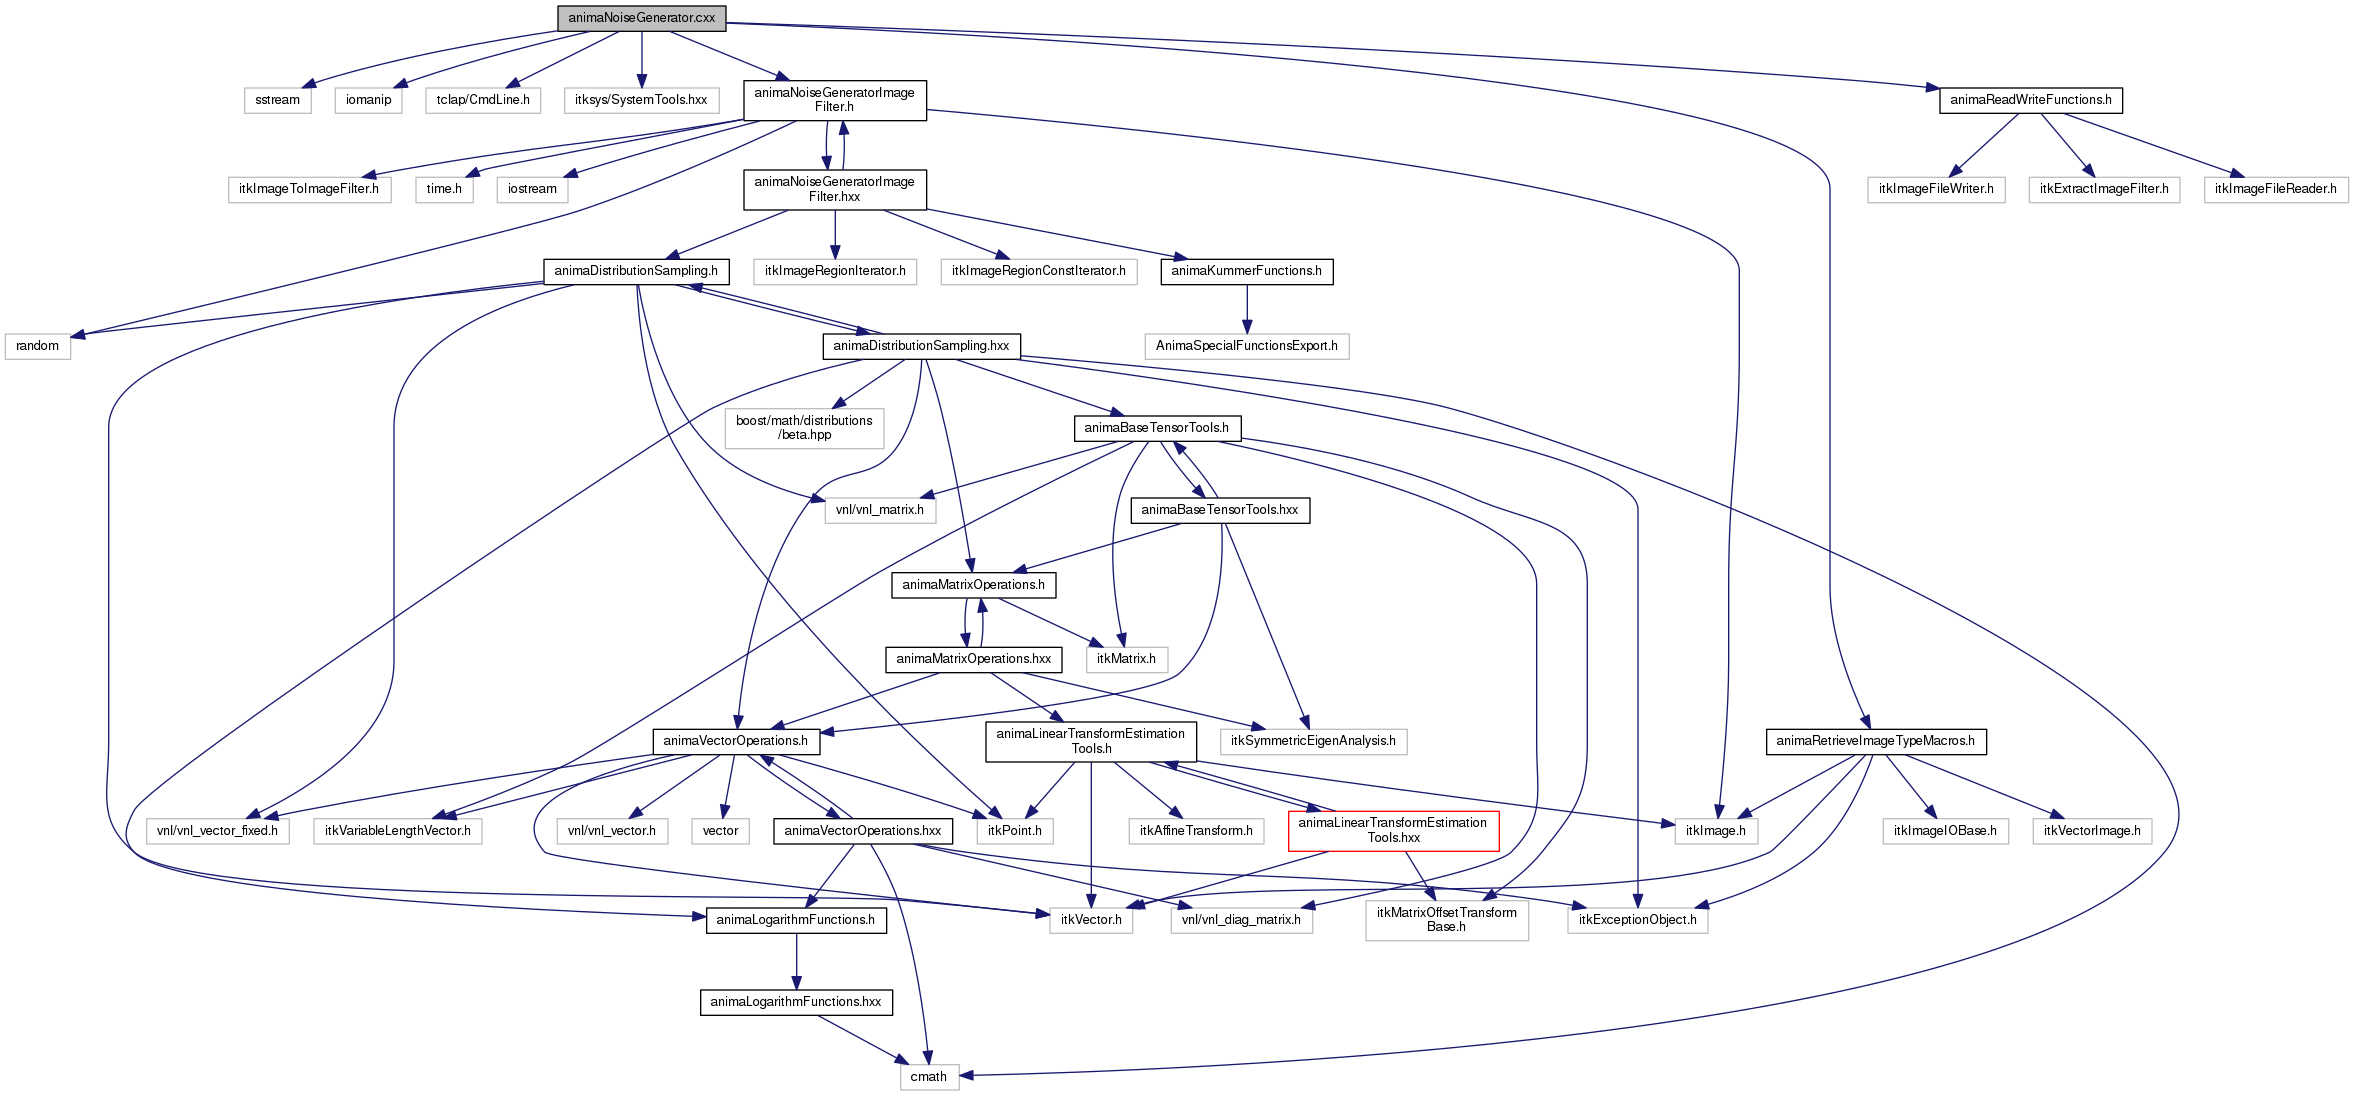 animaNoiseGenerator.cxx
sstream
iomanip
tclap/CmdLine.h
itksys/SystemTools.hxx
animaNoiseGeneratorImage
Filter.h
animaReadWriteFunctions.h
itkImageToImageFilter.h
time.h
iostream
animaNoiseGeneratorImage
Filter.hxx
itkImageFileWriter.h
itkExtractImageFilter.h
itkImageFileReader.h
animaDistributionSampling.h
itkImageRegionIterator.h
itkImageRegionConstIterator.h
animaKummerFunctions.h
random
animaDistributionSampling.hxx
AnimaSpecialFunctionsExport.h
boost/math/distributions
/beta.hpp
animaBaseTensorTools.h
vnl/vnl_matrix.h
animaBaseTensorTools.hxx
animaMatrixOperations.h
animaMatrixOperations.hxx
itkMatrix.h
animaVectorOperations.h
animaLinearTransformEstimation
Tools.h
itkSymmetricEigenAnalysis.h
animaRetrieveImageTypeMacros.h
vnl/vnl_vector_fixed.h
itkVariableLengthVector.h
vnl/vnl_vector.h
vector
animaVectorOperations.hxx
itkPoint.h
itkAffineTransform.h
animaLinearTransformEstimation
Tools.hxx
itkImage.h
itkImageIOBase.h
itkVectorImage.h
animaLogarithmFunctions.h
itkVector.h
vnl/vnl_diag_matrix.h
itkMatrixOffsetTransform
Base.h
itkExceptionObject.h
animaLogarithmFunctions.hxx
cmath